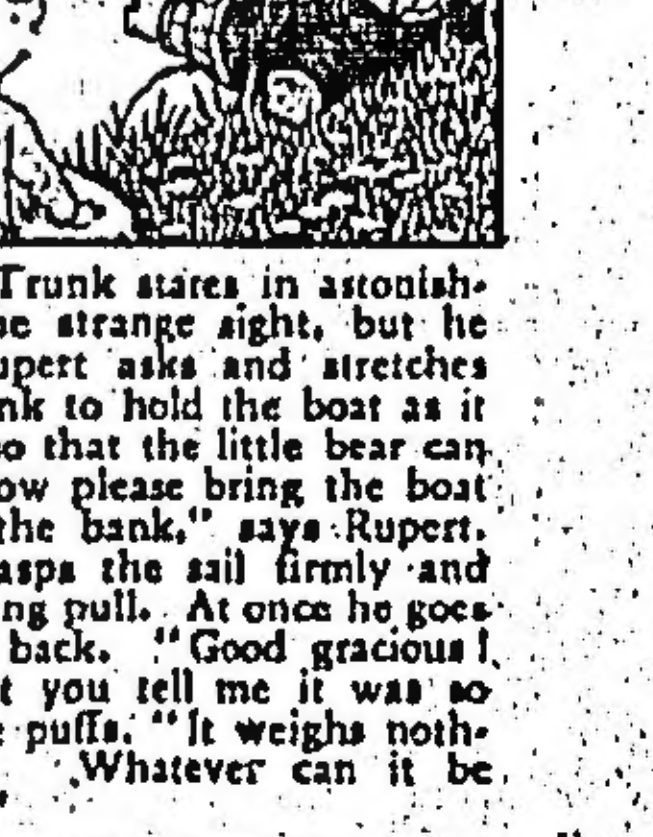 Trunk stares in astonish-
he strange sight, but he
upert asks and stretches
nk to hold the boat as it
so that the little bear can
ow please bring the boat
the bank," says Rupert.
asps the sail firmly and
ng pull. At once he goes
back. "Good gracious!
t you tell me it was so
e puffs. "It weighs noth-
Whatever can it be